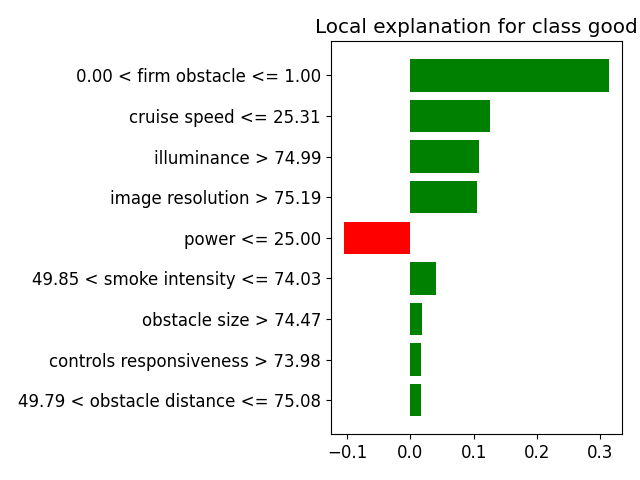 Local explanation for class good
0.00 < firm obstacle <= 1.00
cruise speed <= 25.31
illuminance > 74.99
image resolution > 75.19
power <= 25.00
49.85 < smoke intensity <= 74.03
obstacle size > 74.47
controls responsiveness > 73.98
49.79 < obstacle distance <= 75.08
−0.1 0.0 0.1 0.2 0.3